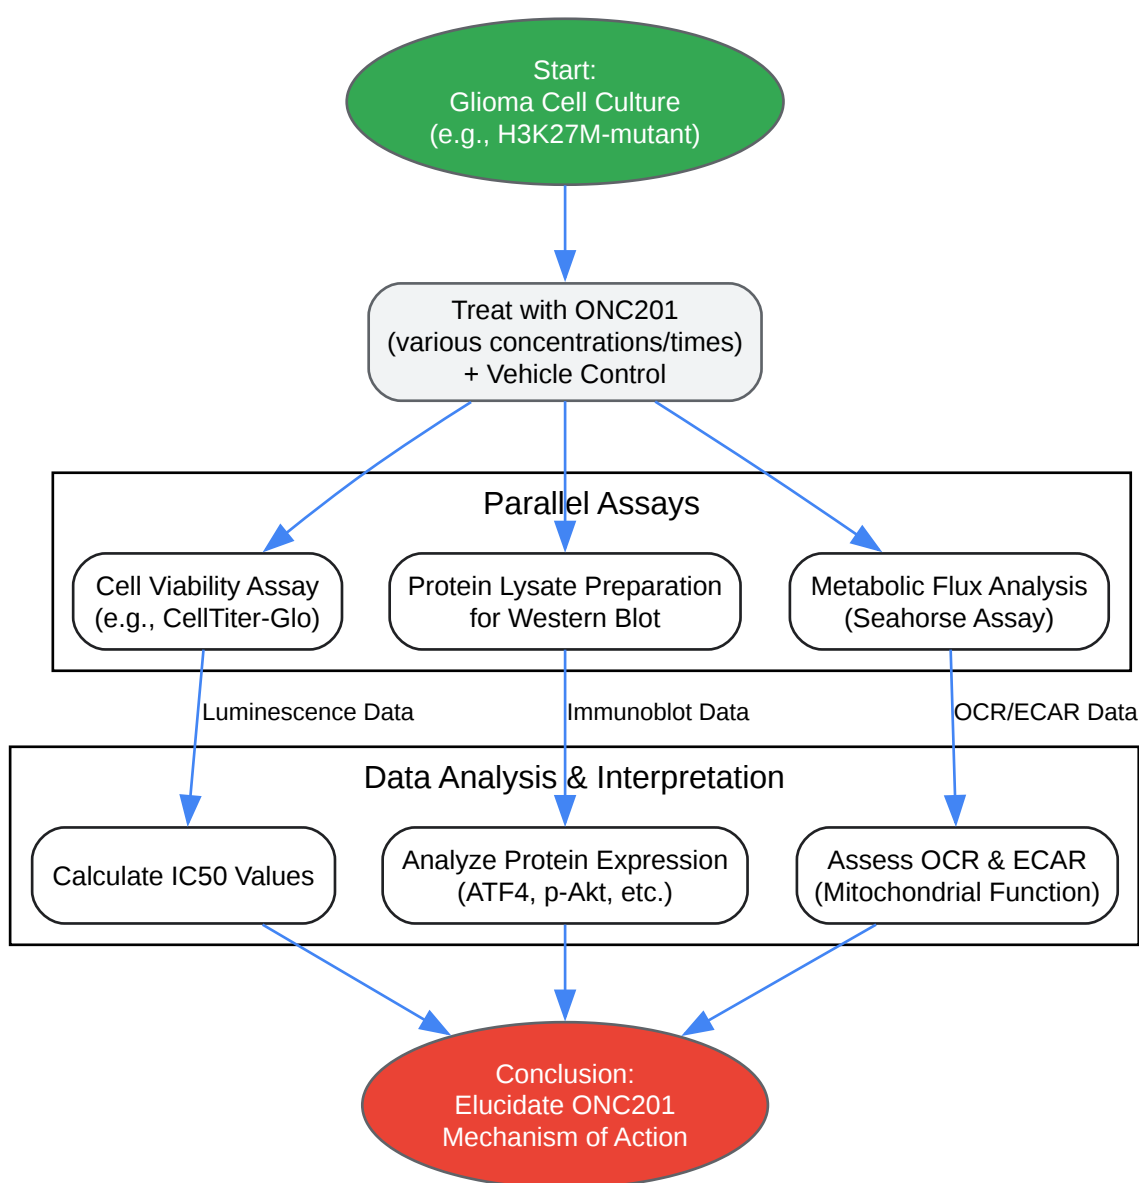 Start:
Glioma Cell Culture
(e.g., H3K27M-mutant)
Treat with ONC201
(various concentrations/times)
+ Vehicle Control
Parallel Assays
Cell Viability Assay
(e.g., CellTiter-Glo)
Protein Lysate Preparation
for Western Blot
Metabolic Flux Analysis
(Seahorse Assay)
Luminescence Data
Immunoblot Data
OCR/ECAR Data
Data Analysis & Interpretation
Calculate IC50 Values
Analyze Protein Expression
(ATF4, p-Akt, etc.)
Assess OCR & ECAR
(Mitochondrial Function)
Conclusion:
Elucidate ONC201
Mechanism of Action